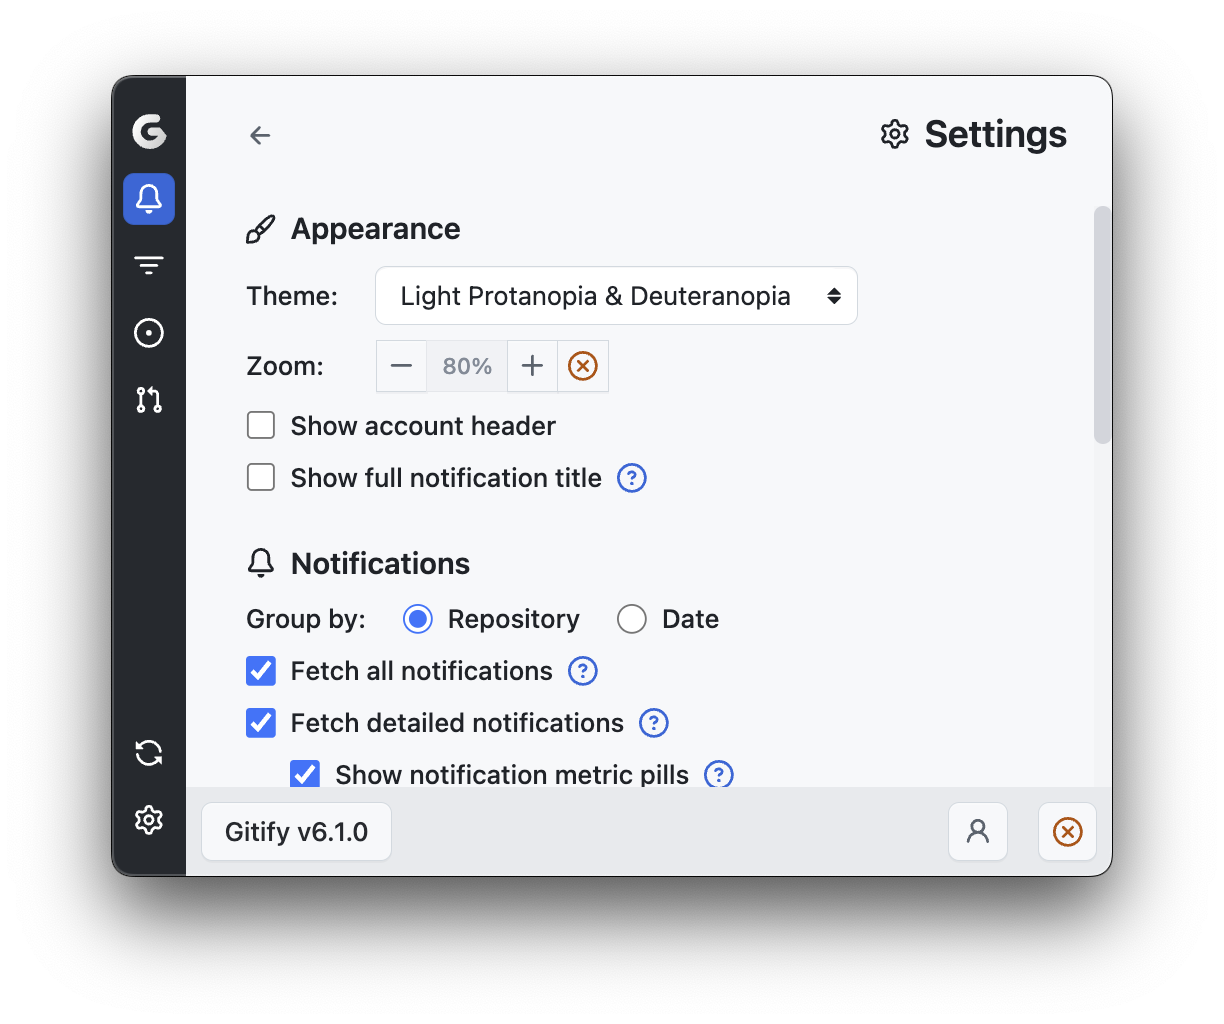 Settings
Appearance
Theme: Light Protanopia & Deuteranopia
Zoom: 80%
Show account header
Show full notification title
Notifications
Group by: Repository Date
Fetch all notifications
Fetch detailed notifications
Show notification metric pills
Gitify v6.1.0